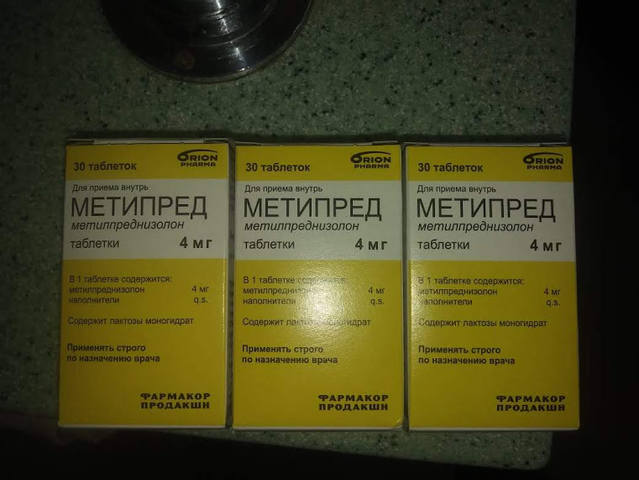 30 таблеток
ORION
PHARMA
Для приема внутрь
МЕТИПРЕД
метилпреднизолон
таблетки 4 мг
В 1 таблетке содержится:
метилпреднизолон 4 мг
наполнители q.s.
Содержит лактозы моногидрат
Применять строго
по назначению врача
ФАРМАКОР
ПРОДАКШН
30 таблеток
ORION
PHARMA
Для приема внутрь
МЕТИПРЕД
метилпреднизолон
таблетки 4 мг
В 1 таблетке содержится:
метилпреднизолон 4 мг
наполнители q.s.
Содержит лактозы моногидрат
Применять строго
по назначению врача
ФАРМАКОР
ПРОДАКШН
30 таблеток
ORION
PHARMA
Для приема внутрь
МЕТИПРЕД
метилпреднизолон
таблетки 4 мг
В 1 таблетке содержится:
метилпреднизолон 4 мг
наполнители q.s.
Содержит лактозы моногидрат
Применять строго
по назначению врача
ФАРМАКОР
ПРОДАКШН